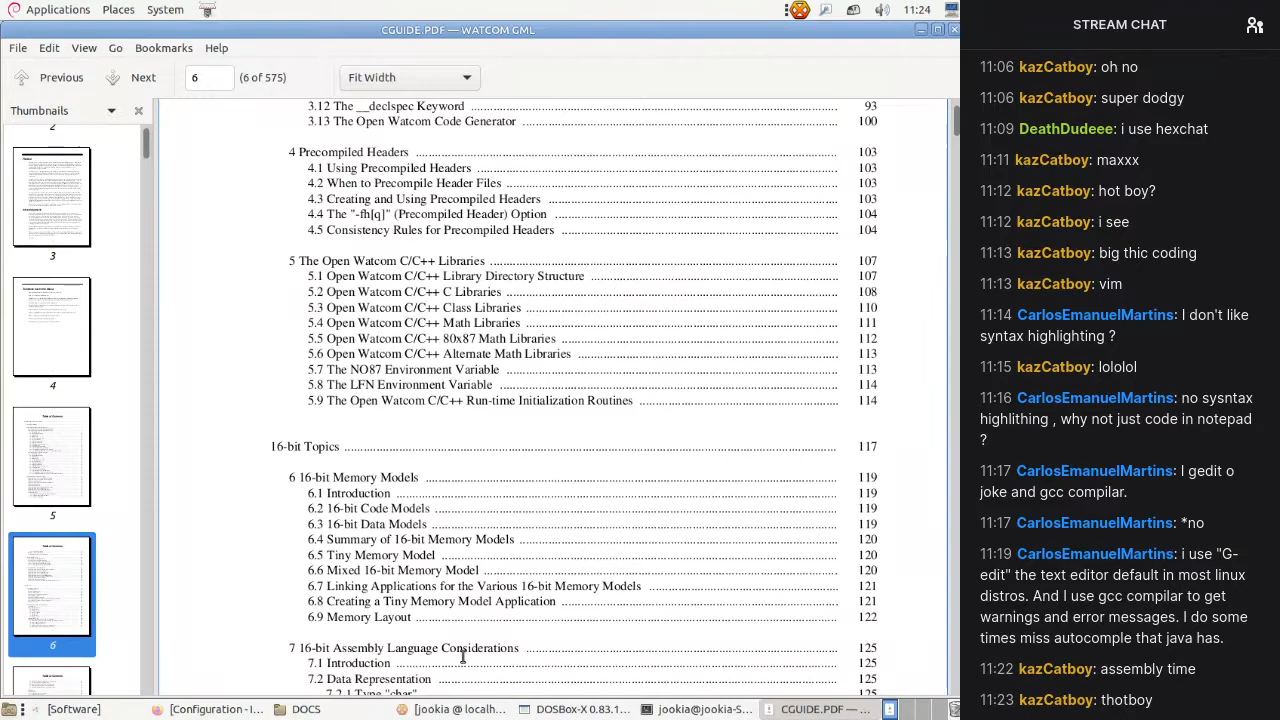 Applications Places System 11:24
CGUIDE.PDF — WATCOM GML
File Edit View Go Bookmarks Help
Previous Next 6 (6 of 575) Fit Width
Thumbnails
2
3
4
5
6
3.12 The __declspec Keyword 93
3.13 The Open Watcom Code Generator 100
4 Precompiled Headers 103
4.1 Using Precompiled Headers 103
4.2 When to Precompile Header Files 103
4.3 Creating and Using Precompiled Headers 103
4.4 The "-fh[q]" (Precompiled Header) Option 104
4.5 Consistency Rules for Precompiled Headers 104
5 The Open Watcom C/C++ Libraries 107
5.1 Open Watcom C/C++ Library Directory Structure 107
5.2 Open Watcom C/C++ C Libraries 108
5.3 Open Watcom C/C++ Class Libraries 110
5.4 Open Watcom C/C++ Math Libraries 111
5.5 Open Watcom C/C++ 80x87 Math Libraries 112
5.6 Open Watcom C/C++ Alternate Math Libraries 113
5.7 The NO87 Environment Variable 113
5.8 The LFN Environment Variable 114
5.9 The Open Watcom C/C++ Run-time Initialization Routines 114
16-bit Topics 117
6 16-bit Memory Models 119
6.1 Introduction 119
6.2 16-bit Code Models 119
6.3 16-bit Data Models 119
6.4 Summary of 16-bit Memory Models 120
6.5 Tiny Memory Model 120
6.6 Mixed 16-bit Memory Model 120
6.7 Linking Applications for the Various 16-bit Memory Models 121
6.8 Creating a Tiny Memory Model Application 121
6.9 Memory Layout 122
7 16-bit Assembly Language Considerations 125
7.1 Introduction 125
7.2 Data Representation 125
7.2.1 Type "char" 125
[Software] [Configuration - I... DOCS [jookia @ localh... DOSBox-X 0.83.1... jookia@jookia-S... CGUIDE.PDF — ...
STREAM CHAT
11:06 kazCatboy: oh no
11:06 kazCatboy: super dodgy
11:09 DeathDudeee: i use hexchat
11:11 kazCatboy: maxxx
11:12 kazCatboy: hot boy?
11:12 kazCatboy: i see
11:13 kazCatboy: big thic coding
11:13 kazCatboy: vim
11:14 CarlosEmanuelMartins: I don't like
syntax highlighting ?
11:15 kazCatboy: lololol
11:16 CarlosEmanuelMartins: no sysntax
highlithing , why not just code in notepad
?
11:17 CarlosEmanuelMartins: I gedit o
joke and gcc compilar.
11:17 CarlosEmanuelMartins: *no
11:19 CarlosEmanuelMartins: i use "G-
edit" the text editor default in most linux
distros. And I use gcc compilar to get
warnings and error messages. I do some
times miss autocomple that java has.
11:22 kazCatboy: assembly time
11:23 kazCatboy: thotboy